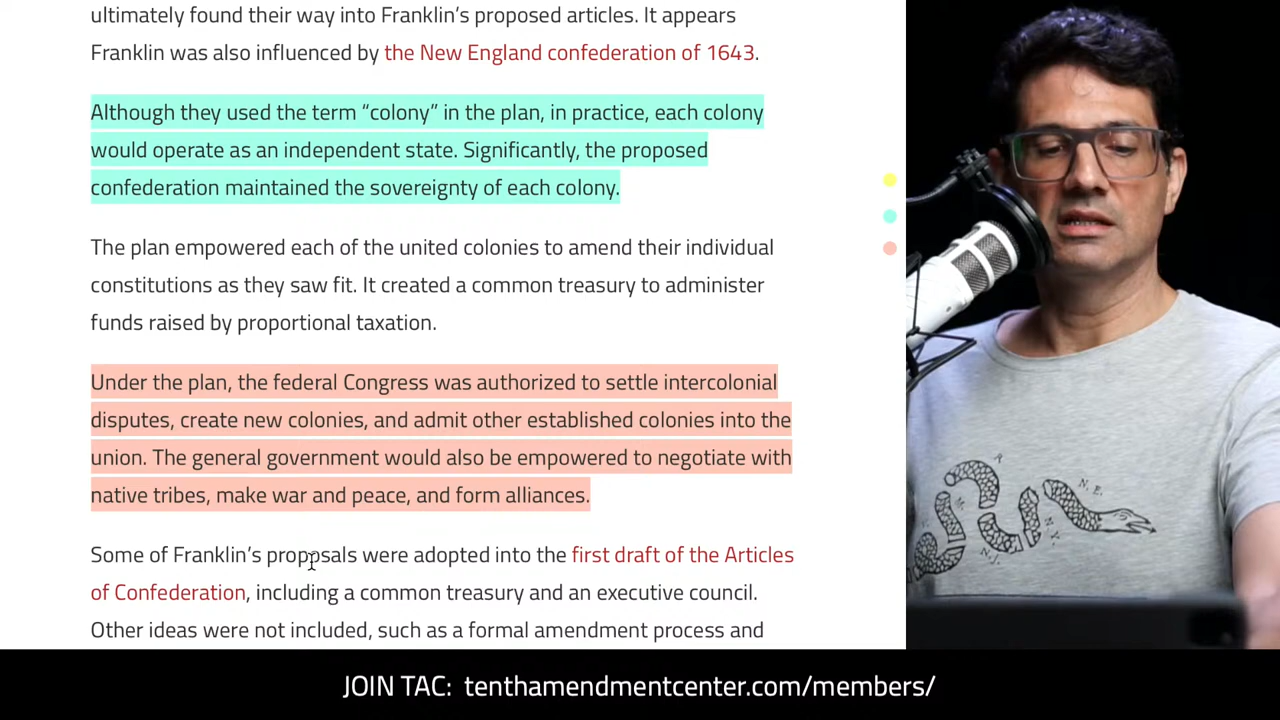 ultimately found their way into Franklin's proposed articles. It appears
Franklin was also influenced by the New England confederation of 1643.
Although they used the term “colony” in the plan, in practice, each colony
would operate as an independent state. Significantly, the proposed
confederation maintained the sovereignty of each colony.
The plan empowered each of the united colonies to amend their individual
constitutions as they saw fit. It created a common treasury to administer
funds raised by proportional taxation.
Under the plan, the federal Congress was authorized to settle intercolonial
disputes, create new colonies, and admit other established colonies into the
union. The general government would also be empowered to negotiate with
native tribes, make war and peace, and form alliances.
Some of Franklin's proposals were adopted into the first draft of the Articles
of Confederation, including a common treasury and an executive council.
Other ideas were not included, such as a formal amendment process and
N. E.
N. Y.
N. J.
M.
JOIN TAC: tenthamendmentcenter.com/members/